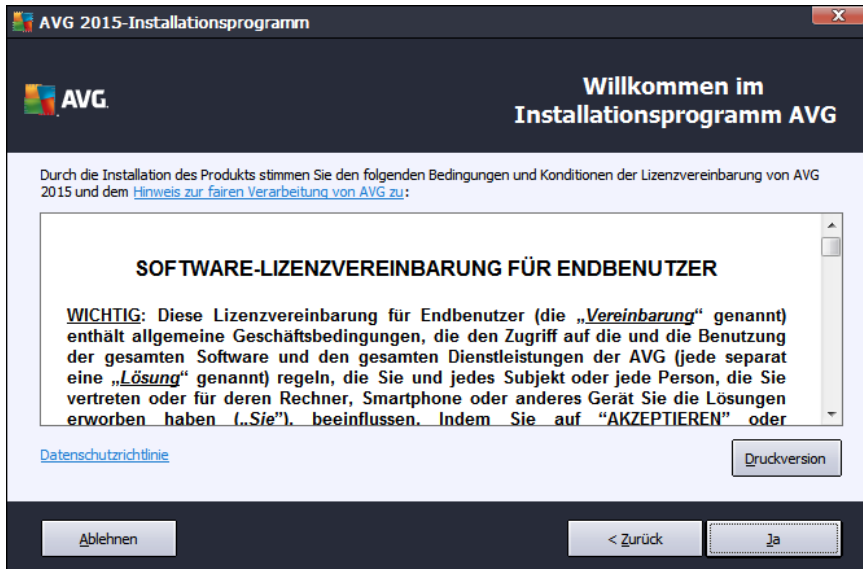 AVG 2015-Installationsprogramm
AVG.
Willkommen im
Installationsprogramm AVG
Durch die Installation des Produkts stimmen Sie den folgenden Bedingungen und Konditionen der Lizenzvereinbarung von AVG
2015 und dem Hinweis zur fairen Verarbeitung von AVG zu:
SOFTWARE-LIZENZVEREINBARUNG FÜR ENDBENUTZER
WICHTIG: Diese Lizenzvereinbarung für Endbenutzer (die „Vereinbarung“ genannt)
enthält allgemeine Geschäftsbedingungen, die den Zugriff auf die und die Benutzung
der gesamten Software und den gesamten Dienstleistungen der AVG (jede separat
eine „Lösung“ genannt) regeln, die Sie und jedes Subjekt oder jede Person, die Sie
vertreten oder für deren Rechner, Smartphone oder anderes Gerät Sie die Lösungen
erworben haben („Sie“), beeinflussen. Indem Sie auf “AKZEPTIEREN” oder
Datenschutzrichtlinie
Druckversion
Ablehnen
< Zurück
Ja